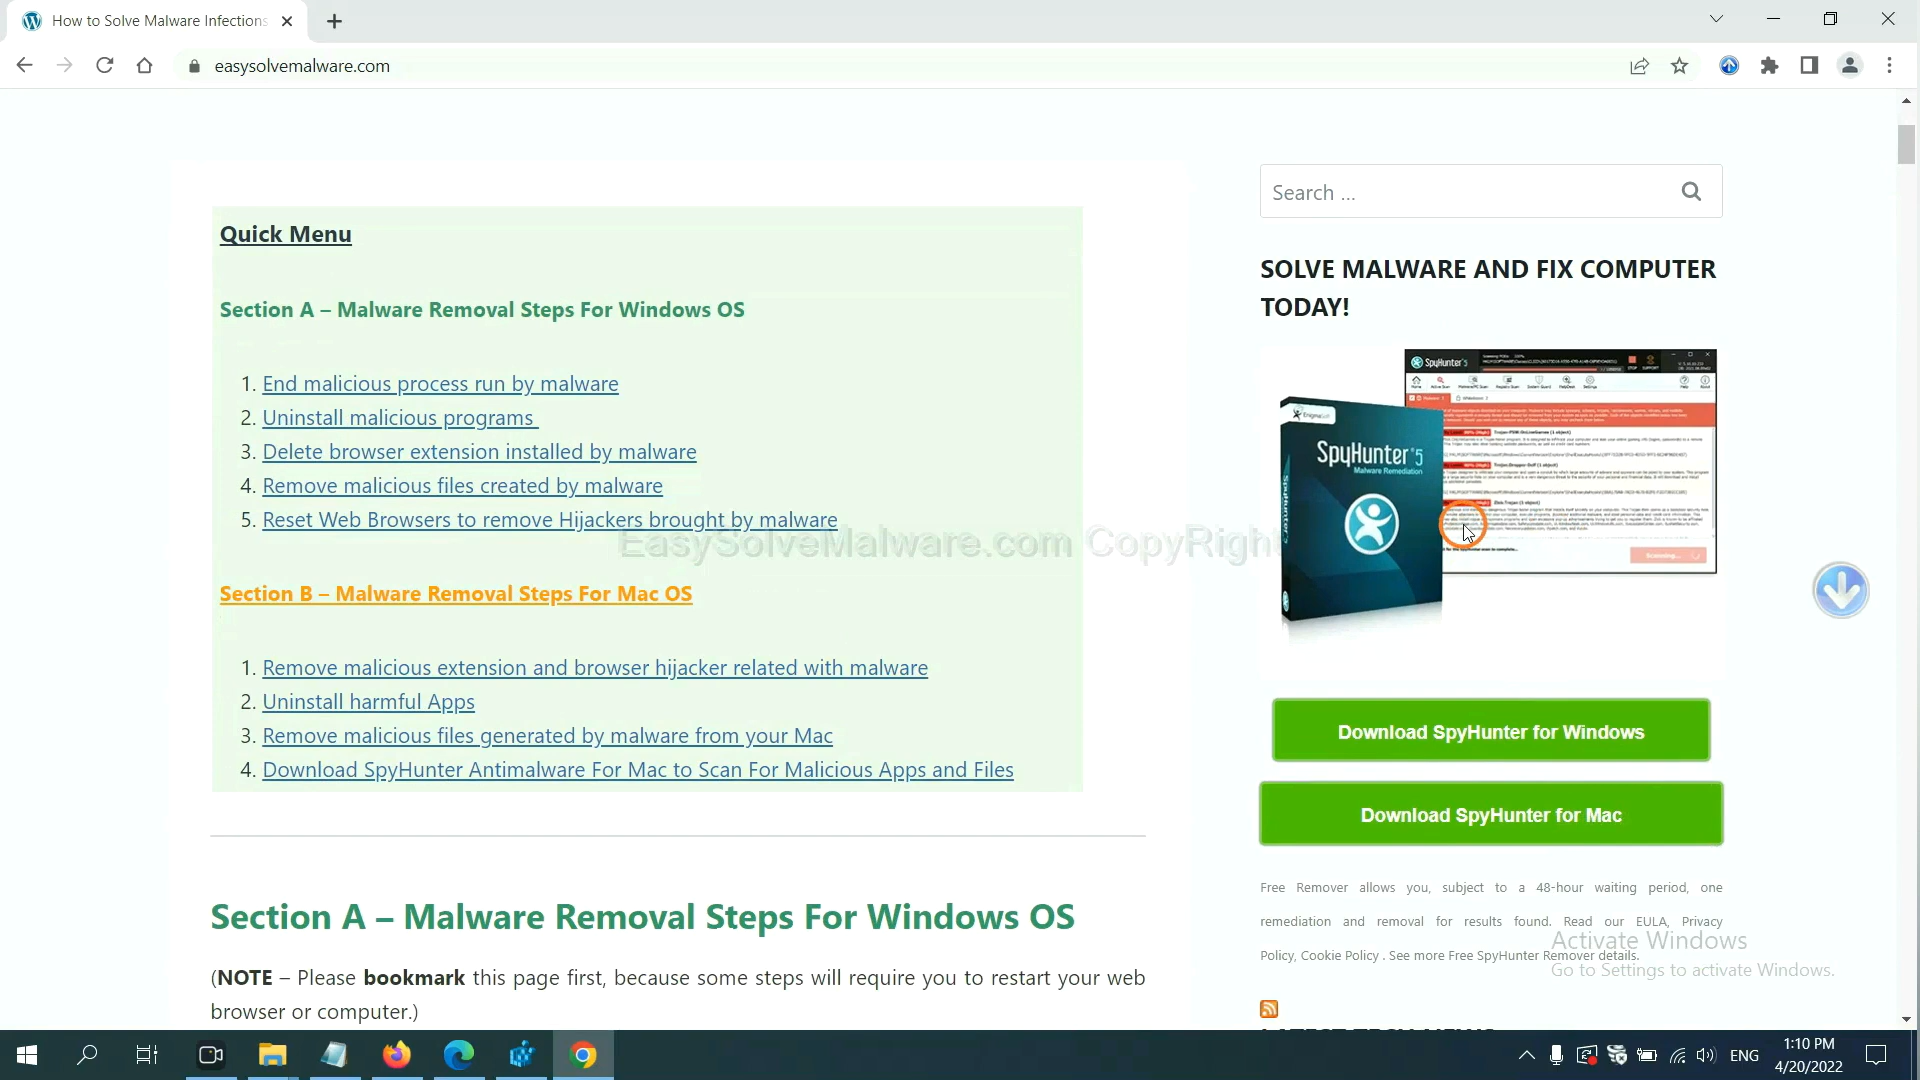 How to Solve Malware Infections
easysolvemalware.com
Quick Menu
Section A – Malware Removal Steps For Windows OS
1. End malicious process run by malware
2. Uninstall malicious programs
3. Delete browser extension installed by malware
4. Remove malicious files created by malware
5. Reset Web Browsers to remove Hijackers brought by malware
EasySolveMalware.com CopyRight
Section B – Malware Removal Steps For Mac OS
1. Remove malicious extension and browser hijacker related with malware
2. Uninstall harmful Apps
3. Remove malicious files generated by malware from your Mac
4. Download SpyHunter Antimalware For Mac to Scan For Malicious Apps and Files
Section A – Malware Removal Steps For Windows OS
(NOTE – Please bookmark this page first, because some steps will require you to restart your web
browser or computer.)
Search ...
SOLVE MALWARE AND FIX COMPUTER
TODAY!
SpyHunter 5
EnigmaSoft
SpyHunter 5
Malware Remediation
Scanning...
Download SpyHunter for Windows
Download SpyHunter for Mac
Free Remover allows you, subject to a 48-hour waiting period, one
remediation and removal for results found. Read our EULA, Privacy
Policy, Cookie Policy . See more Free SpyHunter Remover details.
Activate Windows
Go to Settings to activate Windows.
ENG
1:10 PM
4/20/2022